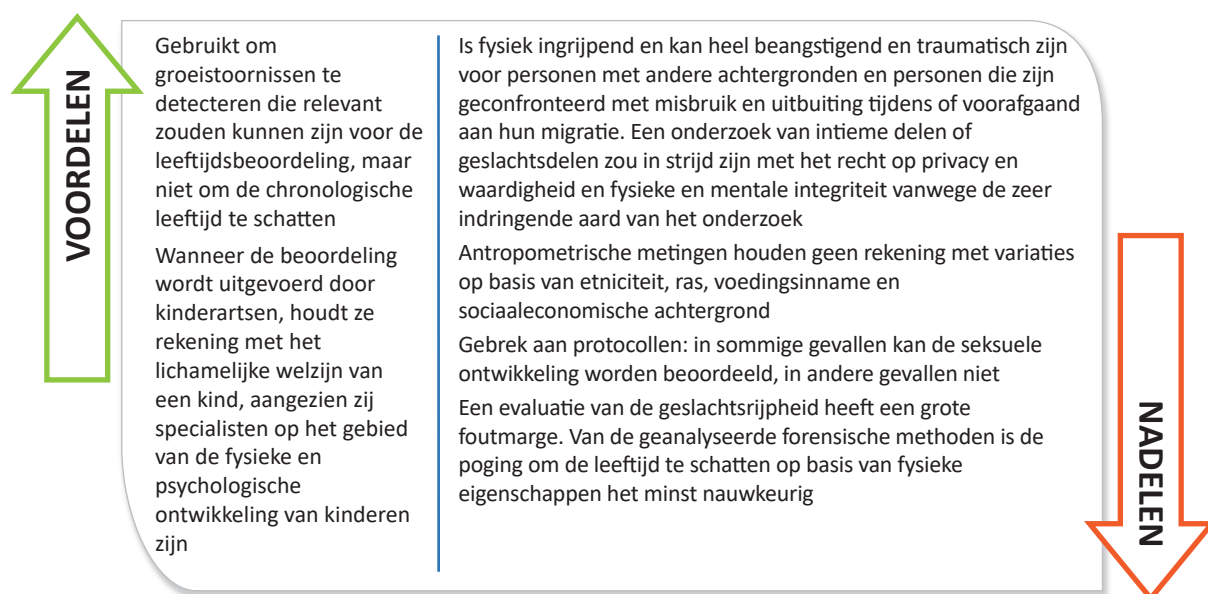 VOORDELEN
Gebruikt om
groeistoornissen te
detecteren die relevant
zouden kunnen zijn voor de
leeftijdsbeoordeling, maar
niet om de chronologische
leeftijd te schatten
Wanneer de beoordeling
wordt uitgevoerd door
kinderartsen, houdt ze
rekening met het
lichamelijke welzijn van
een kind, aangezien zij
specialisten op het gebied
van de fysieke en
psychologische
ontwikkeling van kinderen
zijn
Is fysiek ingrijpend en kan heel beangstigend en traumatisch zijn
voor personen met andere achtergronden en personen die zijn
geconfronteerd met misbruik en uitbuiting tijdens of voorafgaand
aan hun migratie. Een onderzoek van intieme delen of
geslachtsdelen zou in strijd zijn met het recht op privacy en
waardigheid en fysieke en mentale integriteit vanwege de zeer
indringende aard van het onderzoek
Antropometrische metingen houden geen rekening met variaties
op basis van etniciteit, ras, voedingsinname en
sociaaleconomische achtergrond
Gebrek aan protocollen: in sommige gevallen kan de seksuele
ontwikkeling worden beoordeeld, in andere gevallen niet
Een evaluatie van de geslachtsrijpheid heeft een grote
foutmarge. Van de geanalyseerde forensische methoden is de
poging om de leeftijd te schatten op basis van fysieke
eigenschappen het minst nauwkeurig
NADELEN